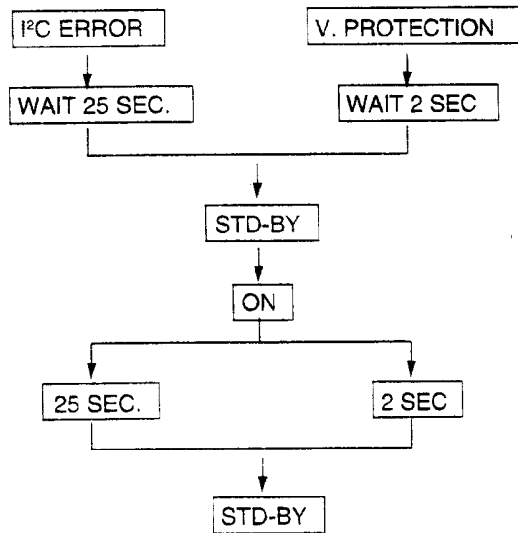 I²C ERROR
V. PROTECTION
WAIT 25 SEC.
WAIT 2 SEC
STD-BY
ON
25 SEC.
2 SEC
STD-BY